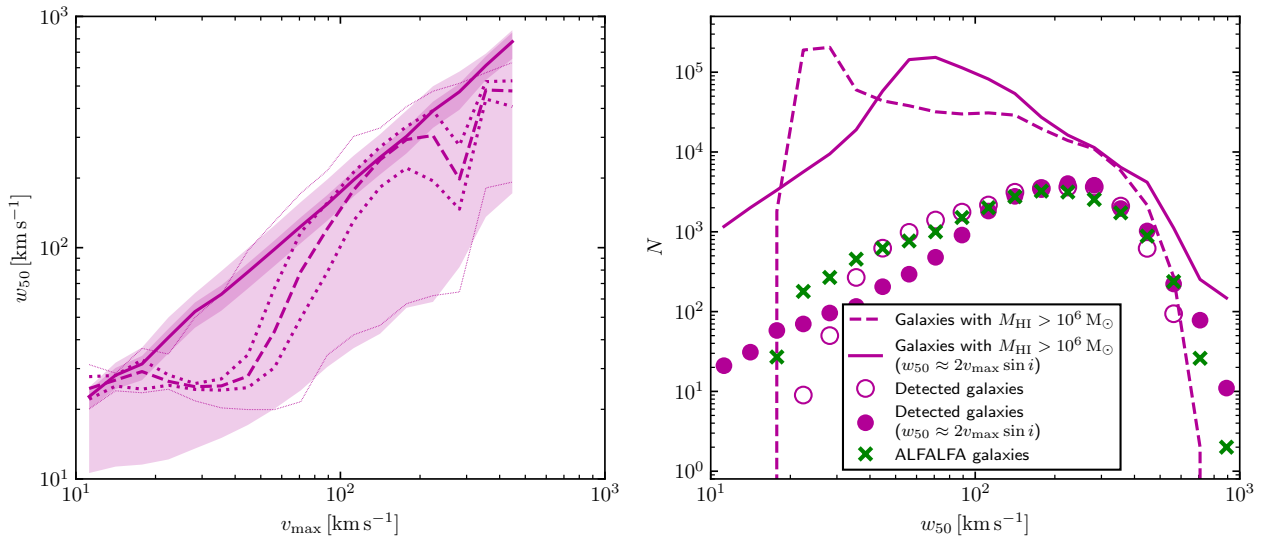 10³
10²
10¹
w₅₀ [km s⁻¹]
10¹ 10² 10³
v_max [km s⁻¹]
10⁵
10⁴
10³
10²
10¹
10⁰
N
Galaxies with M_HI > 10⁶ M_⊙
Galaxies with M_HI > 10⁶ M_⊙
(w₅₀ ≈ 2v_max sin i)
Detected galaxies
Detected galaxies
(w₅₀ ≈ 2v_max sin i)
ALFALFA galaxies
10¹ 10² 10³
w₅₀ [km s⁻¹]